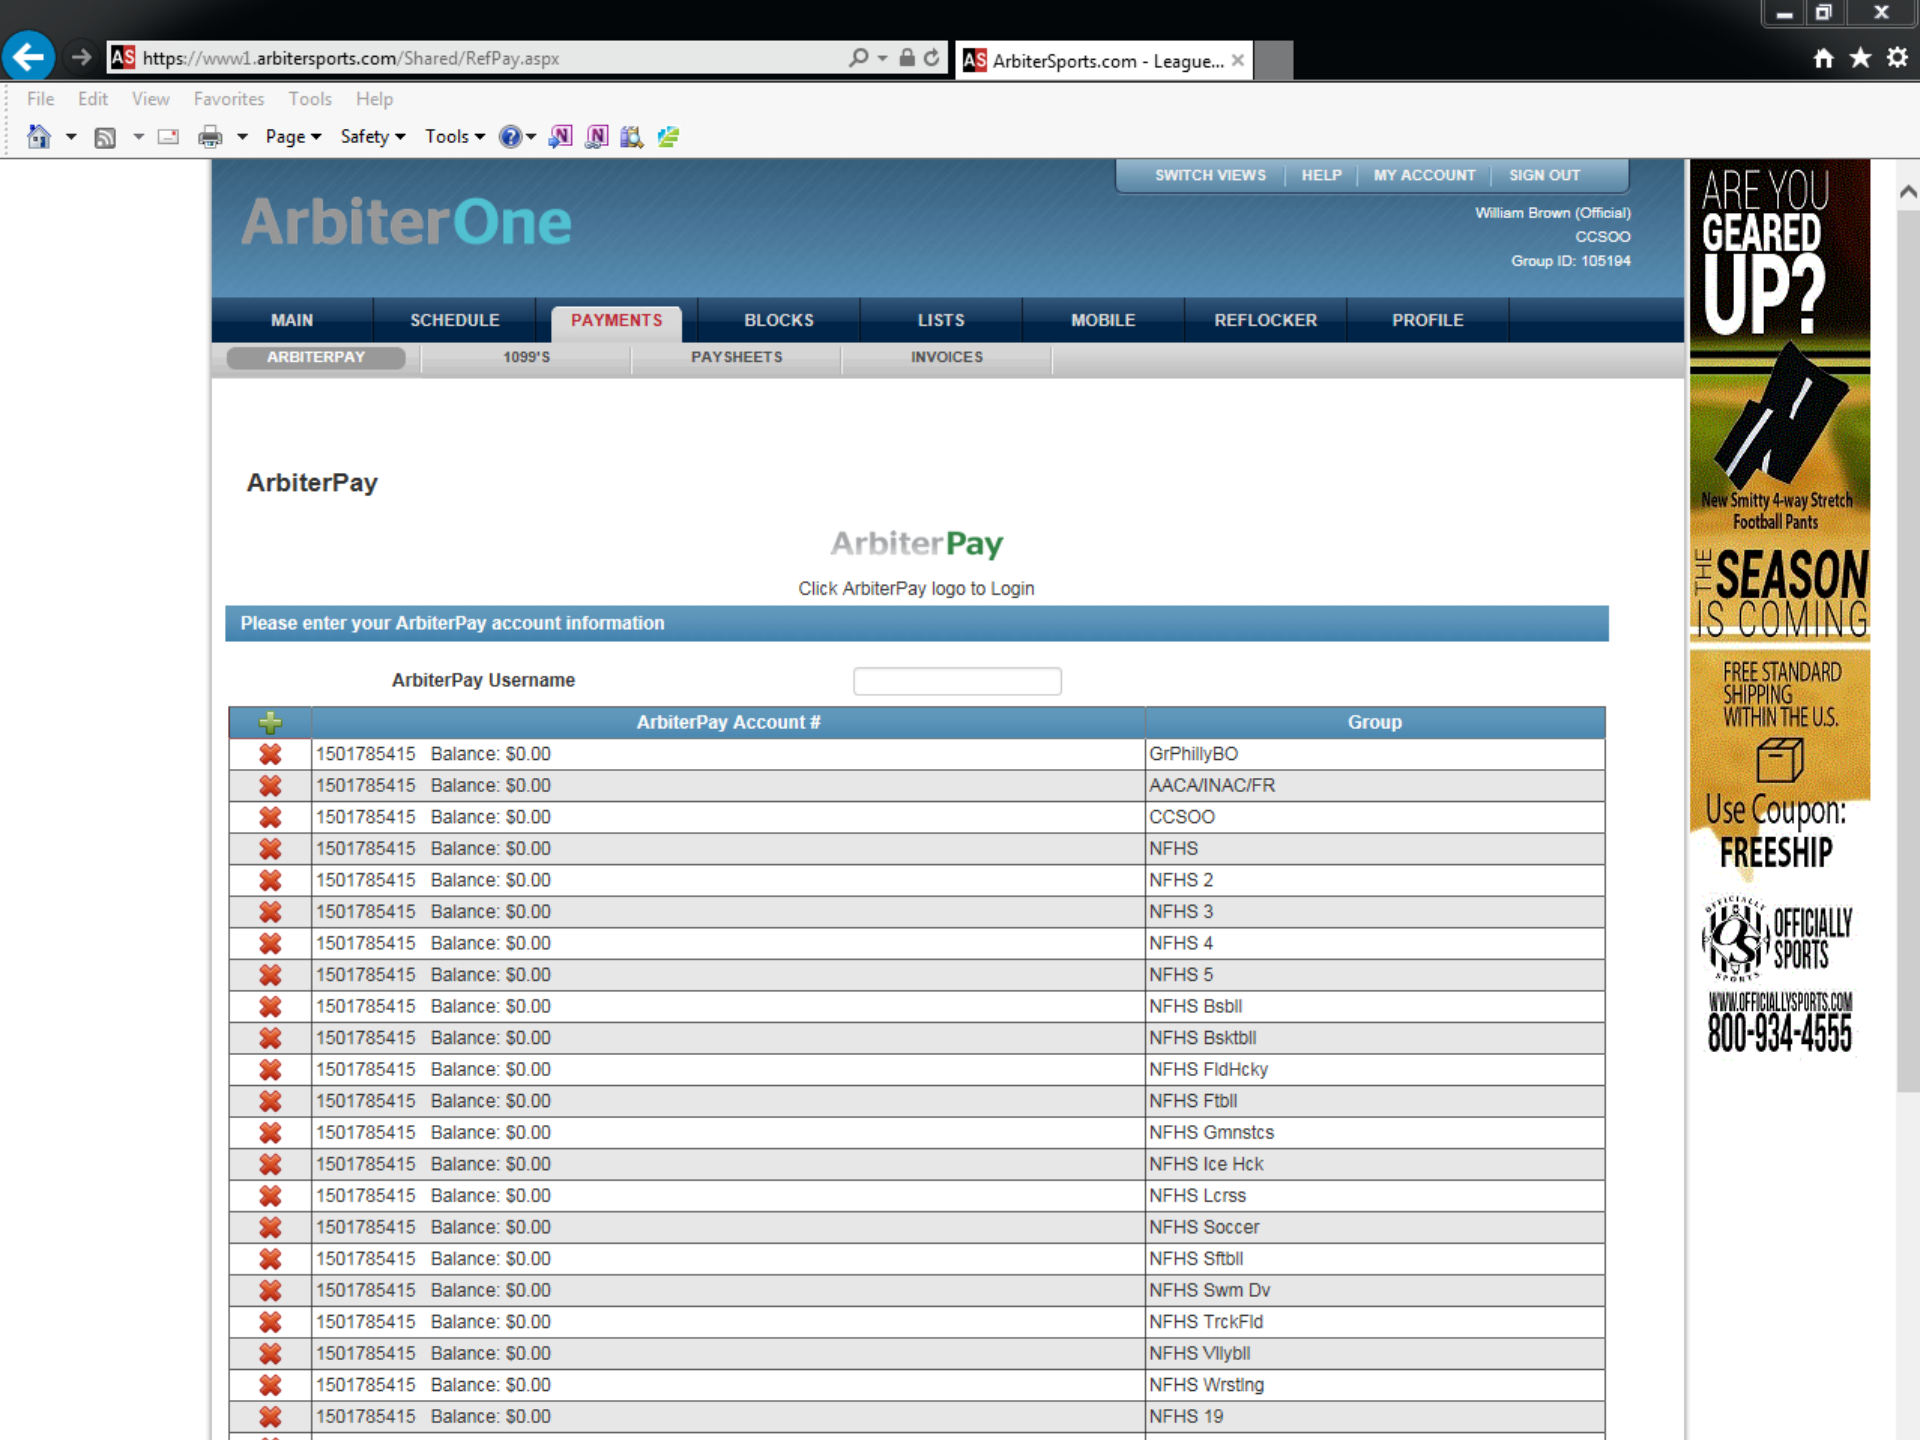 https://www1.arbitersports.com/Shared/RefPay.aspx
AS ArbiterSports.com - League...
File Edit View Favorites Tools Help
Page Safety Tools
SWITCH VIEWS HELP MY ACCOUNT SIGN OUT
ArbiterOne
William Brown (Official)
CCSOO
Group ID: 105194
MAIN SCHEDULE PAYMENTS BLOCKS LISTS MOBILE REFLOCKER PROFILE
ARBITERPAY 1099'S PAYSHEETS INVOICES
ArbiterPay
ArbiterPay
Click ArbiterPay logo to Login
Please enter your ArbiterPay account information
ArbiterPay Username
ArbiterPay Account # Group
1501785415 Balance: $0.00 GrPhillyBO
1501785415 Balance: $0.00 AACA/INAC/FR
1501785415 Balance: $0.00 CCSOO
1501785415 Balance: $0.00 NFHS
1501785415 Balance: $0.00 NFHS 2
1501785415 Balance: $0.00 NFHS 3
1501785415 Balance: $0.00 NFHS 4
1501785415 Balance: $0.00 NFHS 5
1501785415 Balance: $0.00 NFHS Bsbll
1501785415 Balance: $0.00 NFHS Bsktbll
1501785415 Balance: $0.00 NFHS FldHcky
1501785415 Balance: $0.00 NFHS Ftbll
1501785415 Balance: $0.00 NFHS Gmnstcs
1501785415 Balance: $0.00 NFHS Ice Hck
1501785415 Balance: $0.00 NFHS Lcrss
1501785415 Balance: $0.00 NFHS Soccer
1501785415 Balance: $0.00 NFHS Sftbll
1501785415 Balance: $0.00 NFHS Swm Dv
1501785415 Balance: $0.00 NFHS TrckFld
1501785415 Balance: $0.00 NFHS Vllybll
1501785415 Balance: $0.00 NFHS Wrstlng
1501785415 Balance: $0.00 NFHS 19
ARE YOU
GEARED
UP?
New Smitty 4-way Stretch
Football Pants
THE SEASON
IS COMING
FREE STANDARD
SHIPPING
WITHIN THE U.S.
Use Coupon:
FREESHIP
OFFICIALLY
SPORTS
OFFICIALLY
SPORTS
WWW.OFFICIALLYSPORTS.COM
800-934-4555